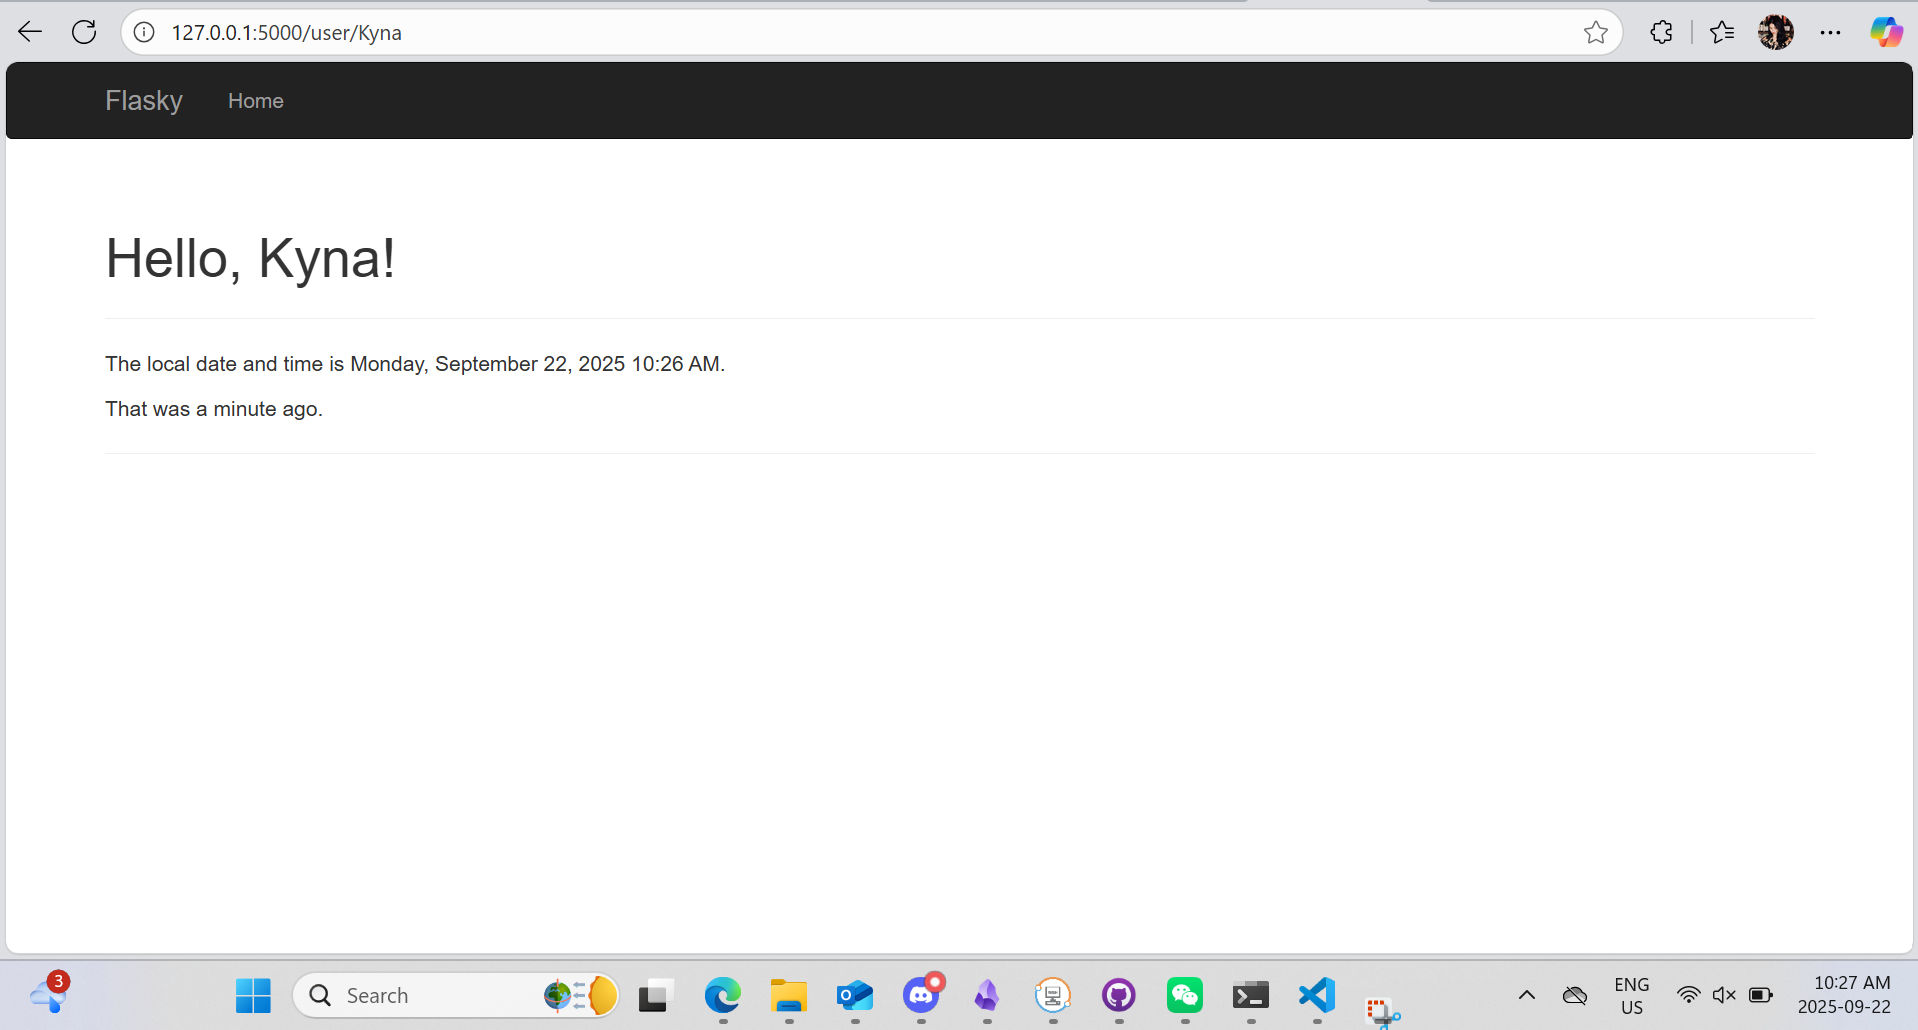 127.0.0.1:5000/user/Kyna
Flasky Home
Hello, Kyna!
The local date and time is Monday, September 22, 2025 10:26 AM.
That was a minute ago.
3
Search
ENG
US
10:27 AM
2025-09-22